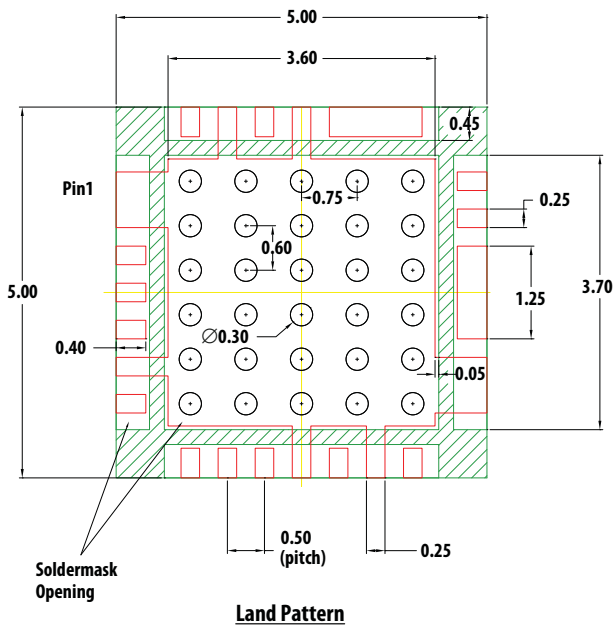 5.00
3.60
0.45
Pin1
0.75
0.25
0.60
5.00
1.25
3.70
Ø0.30
0.40
0.05
0.50
(pitch)
0.25
Soldermask
Opening
Land Pattern